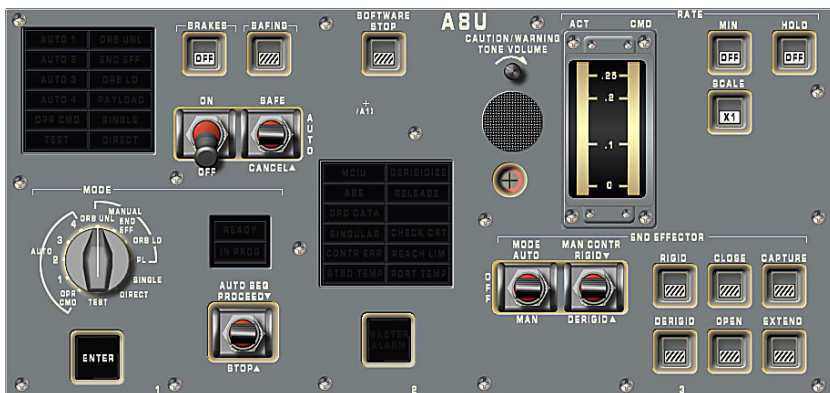 BRAKES
SAFING
SOFTWARE
STOP
A8U
RATE
CAUTION/WARNING
TONE VOLUME
ACT CMD
MIN HOLD
AUTO 1 ORB UNL
AUTO 2 END EFF
AUTO 3 ORB LD
AUTO 4 PAYLOAD
OPR CMD SINGLE
TEST DIRECT
OFF
OFF
OFF
.25
.2
.1
0
SCALE
X1
ON SAFE
AUTO
OFF
CANCEL▲
(A1)
MODE
MANUAL
ORB UNL
END
EFF
ORB LD
PL
SINGLE
DIRECT
TEST
OPR
CMD
AUTO
1
2
3
4
READY
IN PROG
MCIU DERIGIDIZE
ABE RELEASE
GPC DATA
SINGULAR CHECK CRT
CONTR ERR REACH LIM
STBD TEMP PORT TEMP
AUTO SEQ
PROCEED▼
STOP▲
ENTER
MASTER
ALARM
END EFFECTOR
MODE
AUTO
OFF
MAN
MAN CONTR
RIGID▼
DERIGID▲
RIGID CLOSE CAPTURE
DERIGID OPEN EXTEND
1 2 3